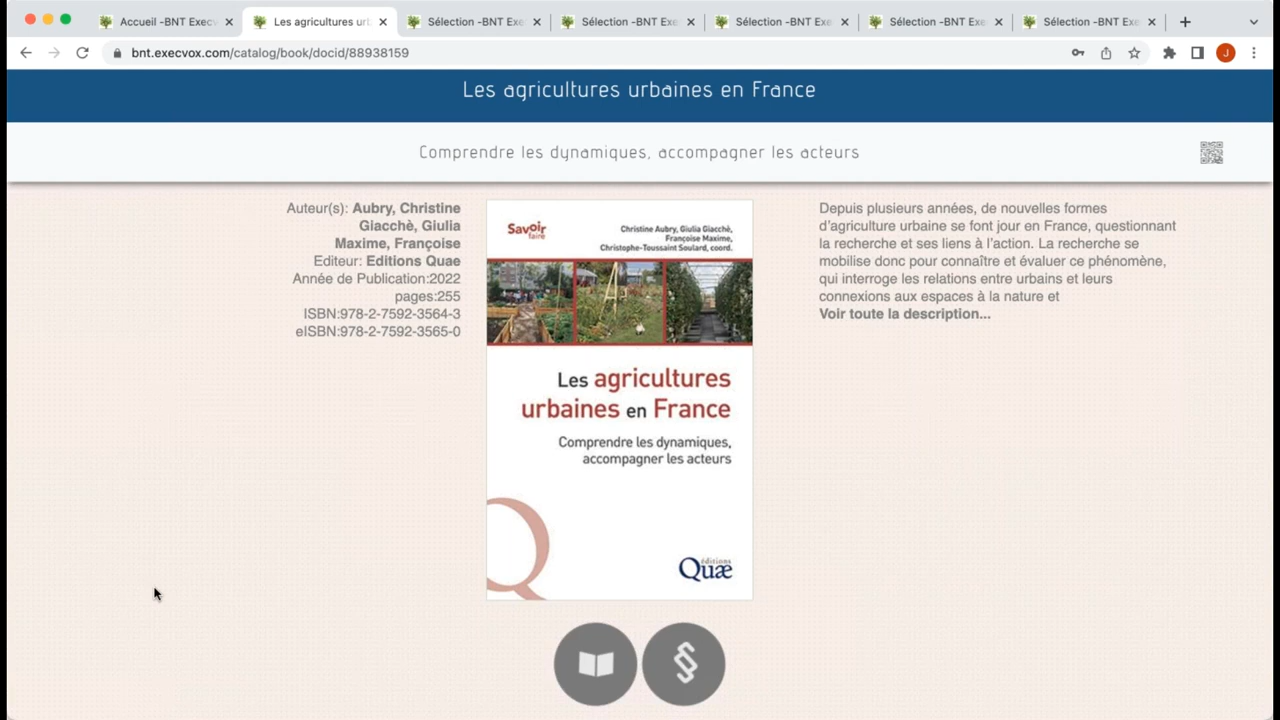 Accueil -BNT Execv
Les agricultures urb
Sélection -BNT Exe
Sélection -BNT Exe
Sélection -BNT Exe
Sélection -BNT Exe
Sélection -BNT Exe
bnt.execvox.com/catalog/book/docid/88938159
J
Les agricultures urbaines en France
Comprendre les dynamiques, accompagner les acteurs
Auteur(s): Aubry, Christine
Giacchè, Giulia
Maxime, Françoise
Editeur: Editions Quae
Année de Publication:2022
pages:255
ISBN:978-2-7592-3564-3
eISBN:978-2-7592-3565-0
Savoir
faire
Christine Aubry, Giulia Giacchè,
Françoise Maxime,
Christophe-Toussaint Soulard, coord.
Les agricultures
urbaines en France
Comprendre les dynamiques,
accompagner les acteurs
éditions
Quæ
Depuis plusieurs années, de nouvelles formes
d'agriculture urbaine se font jour en France, questionnant
la recherche et ses liens à l'action. La recherche se
mobilise donc pour connaître et évaluer ce phénomène,
qui interroge les relations entre urbains et leurs
connexions aux espaces à la nature et
Voir toute la description...
§